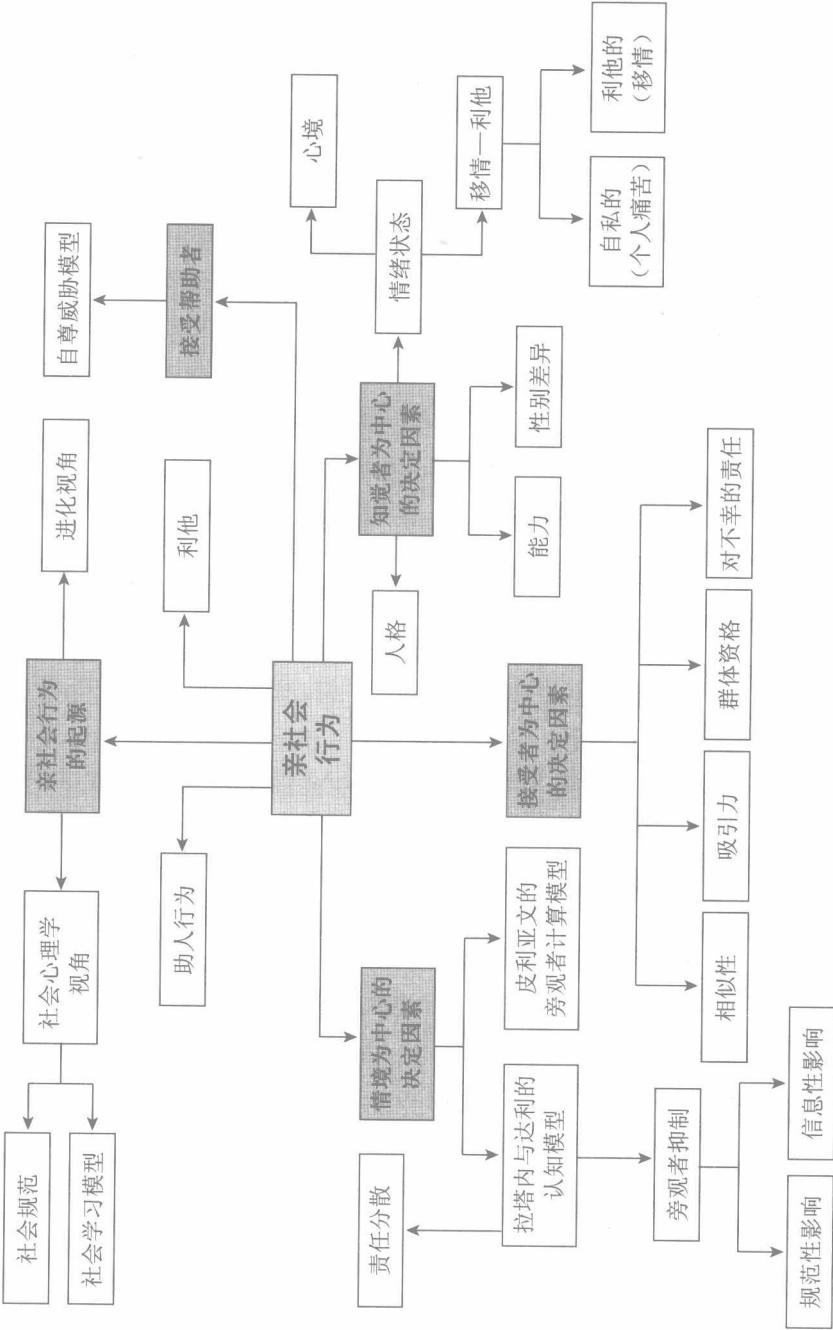 社会规范
社会学习模型
社会心理学
视角
亲社会行为
的起源
进化视角
自尊威胁模型
接受帮助者
助人行为
利他
亲社会
行为
情境为中心的
决定因素
责任分散
拉塔内与达利的
认知模型
皮利亚文的
旁观者计算模型
旁观者抑制
规范性影响
信息性影响
接受者为中心
的决定因素
相似性
吸引力
群体资格
对不幸的责任
知觉者为中心
的决定因素
人格
能力
性别差异
情绪状态
心境
移情—利他
自私的
（个人痛苦）
利他的
（移情）